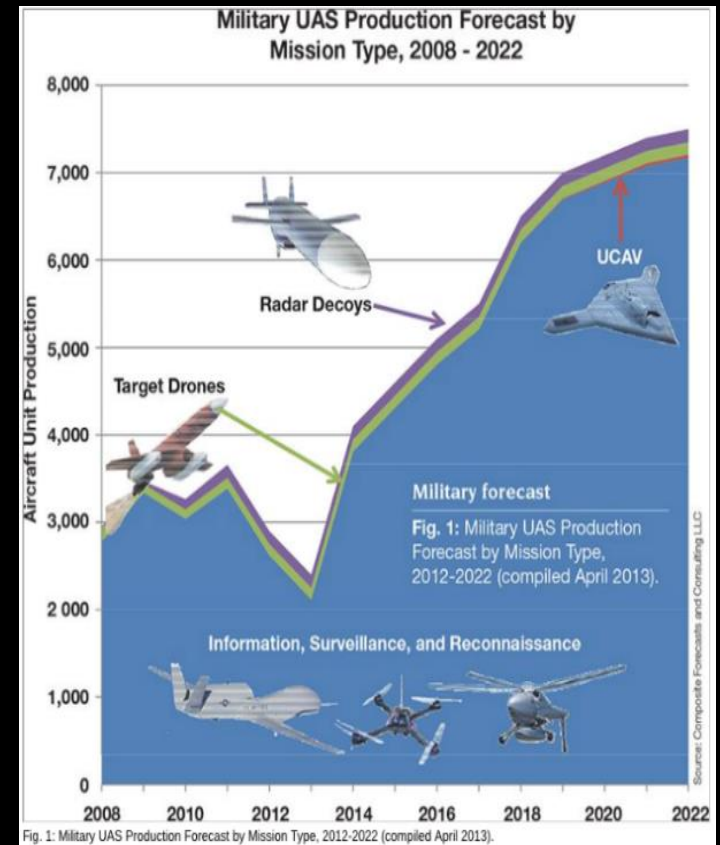 Military UAS Production Forecast by
Mission Type, 2008 - 2022
8,000
7,000
6,000
5,000
4,000
3,000
2 000
1,000
0
Aircraft Unit Production
Radar Decoys
UCAV
Target Drones
Military forecast
Fig. 1: Military UAS Production
Forecast by Mission Type,
2012-2022 (compiled April 2013).
Information, Surveillance, and Reconnaissance
Source: Composite Forecasts and Consulting LLC
2008 2010 2012 2014 2016 2018 2020 2022
Fig. 1: Military UAS Production Forecast by Mission Type, 2012-2022 (compiled April 2013).